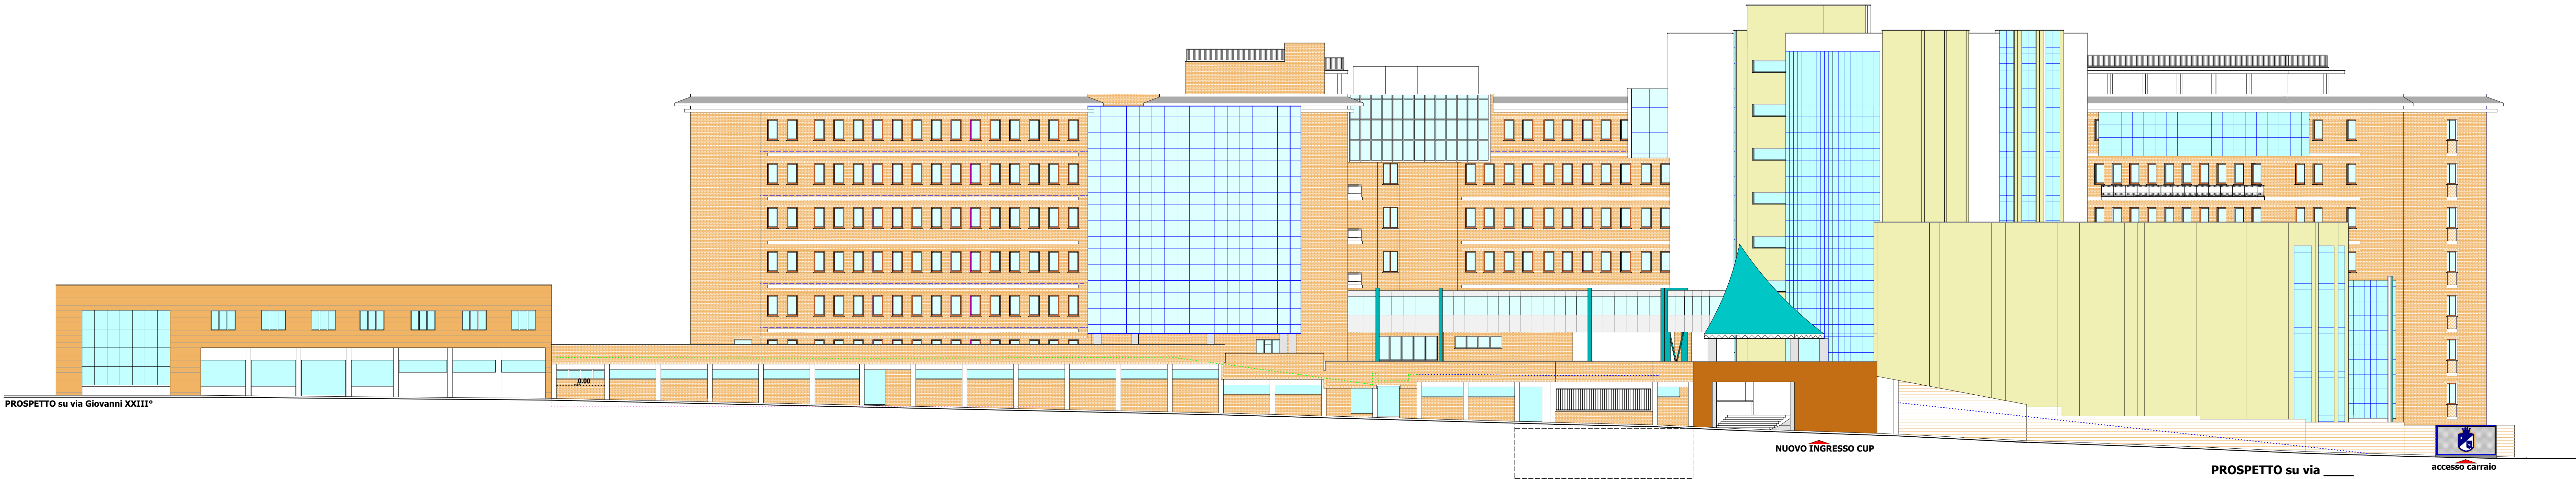 ±0.00
PROSPETTO su via Giovanni XXIII°
NUOVO INGRESSO CUP
PROSPETTO su via _____
accesso carraio